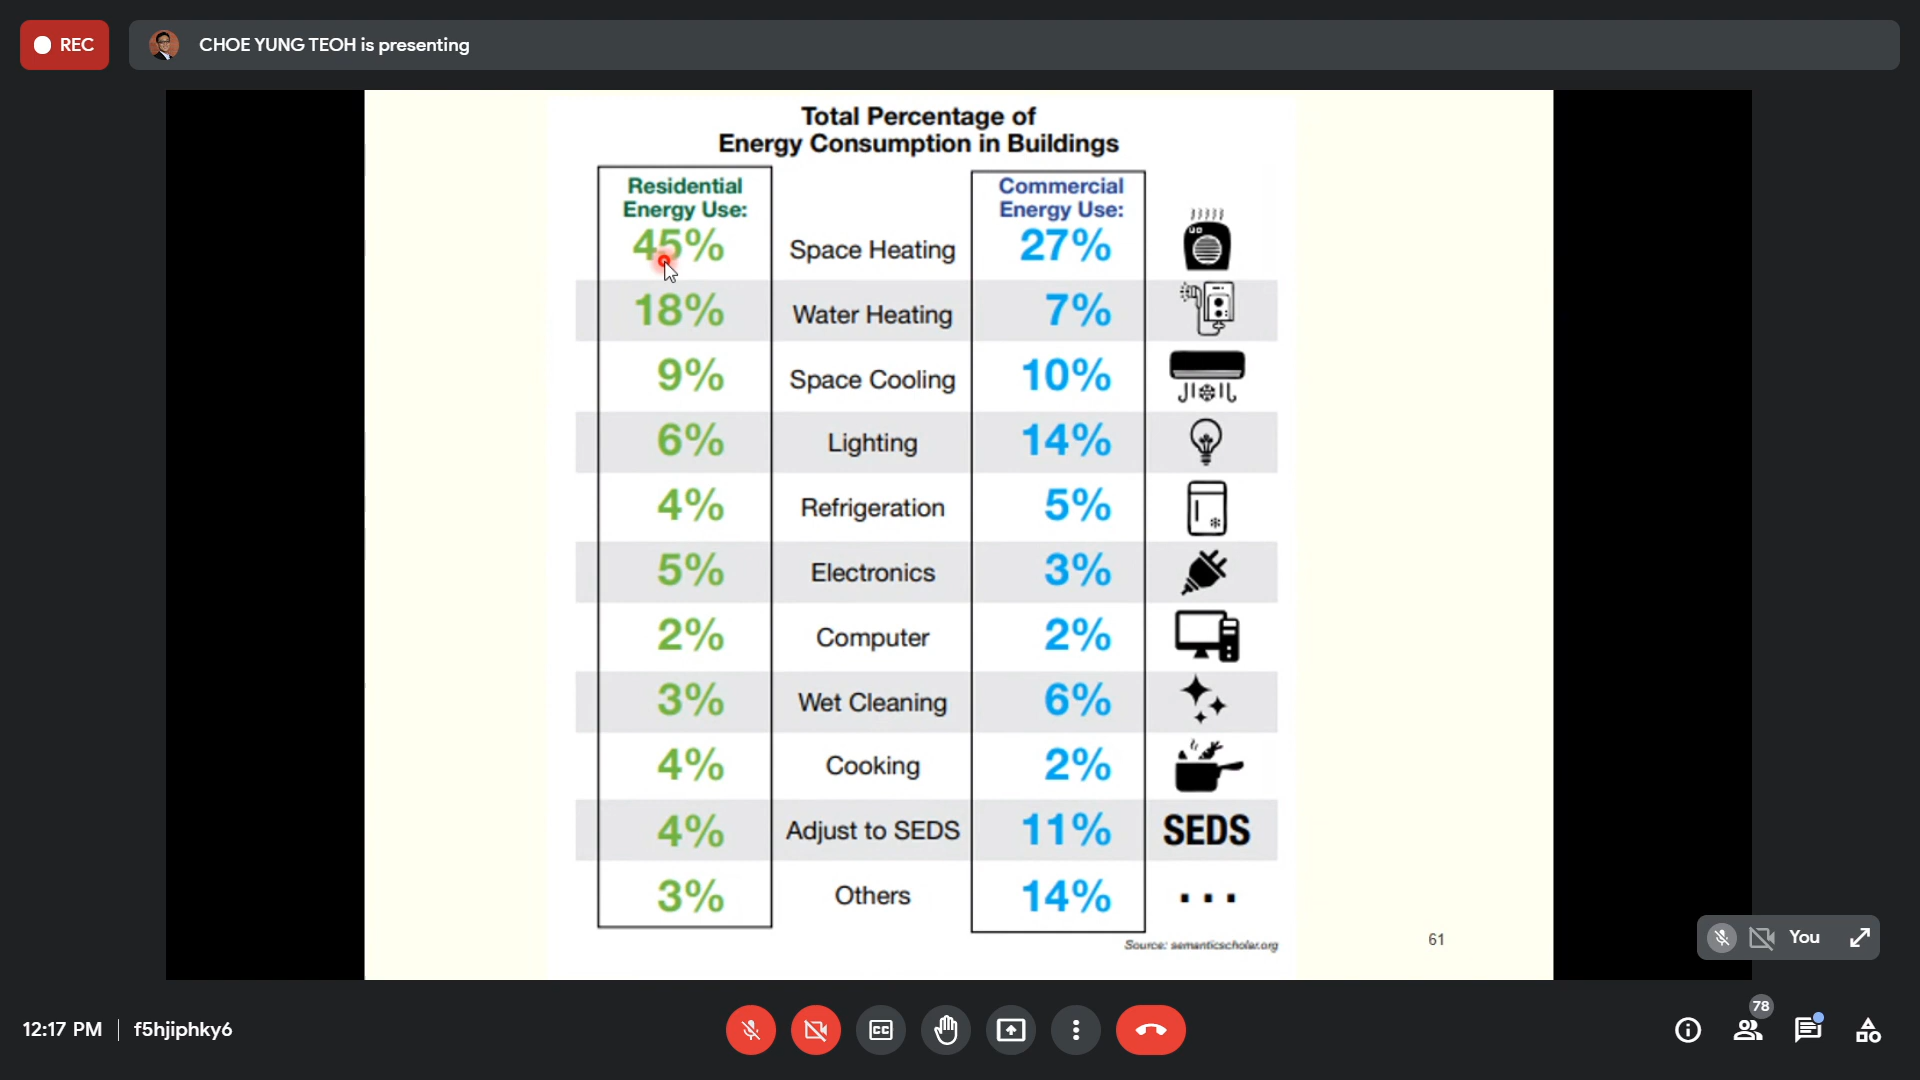 REC
CHOE YUNG TEOH is presenting
Total Percentage of
Energy Consumption in Buildings
Residential
Energy Use:
Commercial
Energy Use:
45% Space Heating 27%
18% Water Heating 7%
9% Space Cooling 10%
6% Lighting 14%
4% Refrigeration 5%
5% Electronics 3%
2% Computer 2%
3% Wet Cleaning 6%
4% Cooking 2%
4% Adjust to SEDS 11% SEDS
3% Others 14% ...
Source: semanticscholar.org
61
You
12:17 PM | f5hjiphky6
CC
78